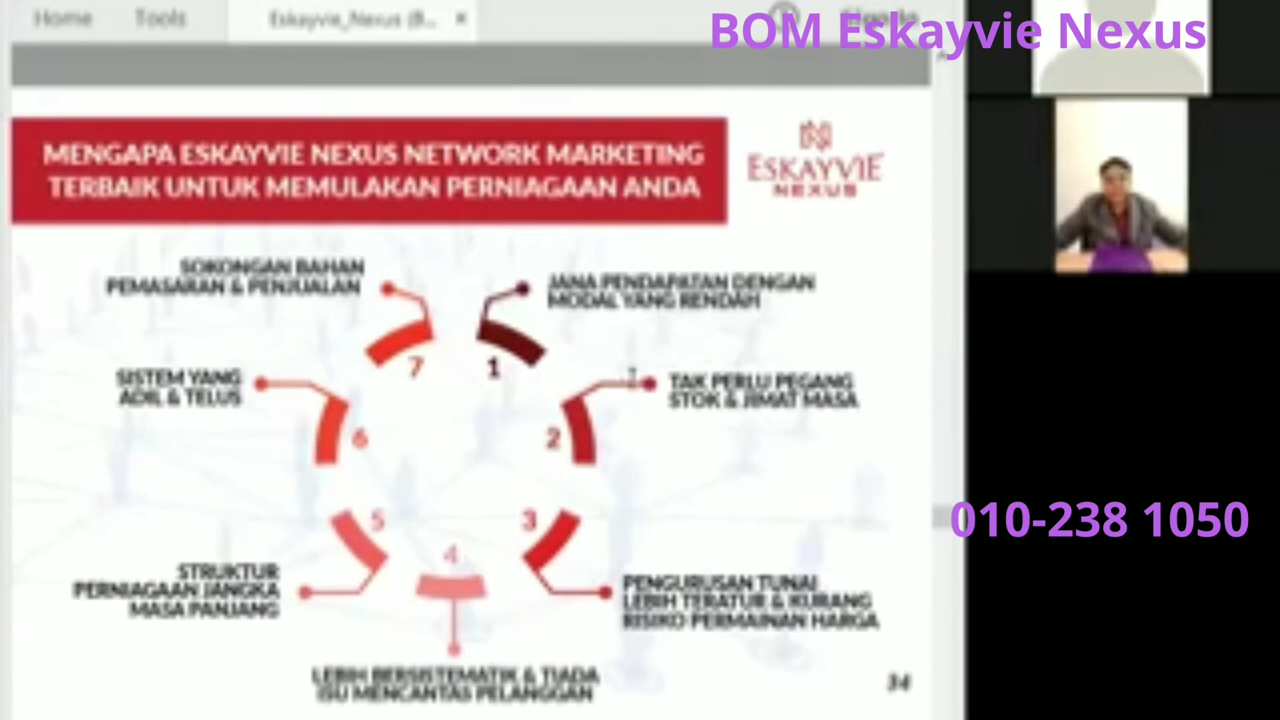 Home Tools Eskayvie_Nexus (B...
BOM Eskayvie Nexus
MENGAPA ESKAYVIE NEXUS NETWORK MARKETING
TERBAIK UNTUK MEMULAKAN PERNIAGAAN ANDA
ESKAYVIE
NEXUS
JANA PENDAPATAN DENGAN
MODAL YANG RENDAH
1
TAK PERLU PEGANG
STOK & JIMAT MASA
2
PENGURUSAN TUNAI
LEBIH TERATUR & KURANG
RISIKO PERMAINAN HARGA
3
LEBIH BERSISTEMATIK & TIADA
ISU MENCANTAS PELANGGAN
4
STRUKTUR
PERNIAGAAN JANGKA
MASA PANJANG
5
SISTEM YANG
ADIL & TELUS
6
SOKONGAN BAHAN
PEMASARAN & PENJUALAN
7
010-238 1050
34